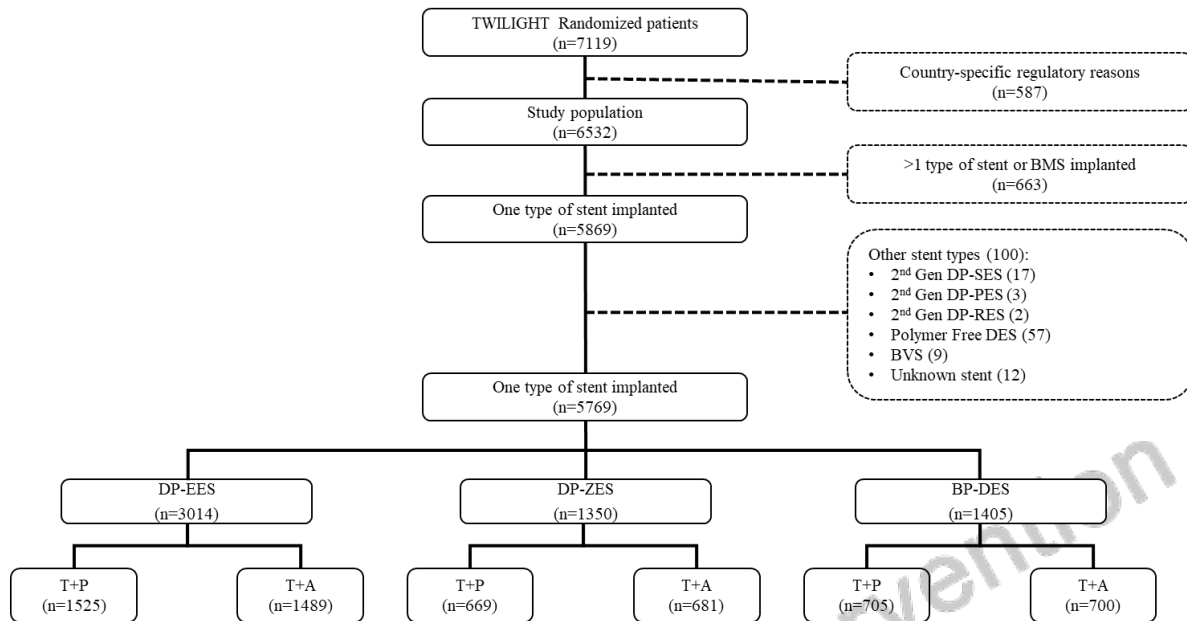 TWILIGHT Randomized patients
(n=7119)
Country-specific regulatory reasons
(n=587)
Study population
(n=6532)
>1 type of stent or BMS implanted
(n=663)
One type of stent implanted
(n=5869)
Other stent types (100):
• 2nd Gen DP-SES (17)
• 2nd Gen DP-PES (3)
• 2nd Gen DP-RES (2)
• Polymer Free DES (57)
• BVS (9)
• Unknown stent (12)
One type of stent implanted
(n=5769)
DP-EES
(n=3014)
DP-ZES
(n=1350)
BP-DES
(n=1405)
T+P
(n=1525)
T+A
(n=1489)
T+P
(n=669)
T+A
(n=681)
T+P
(n=705)
T+A
(n=700)